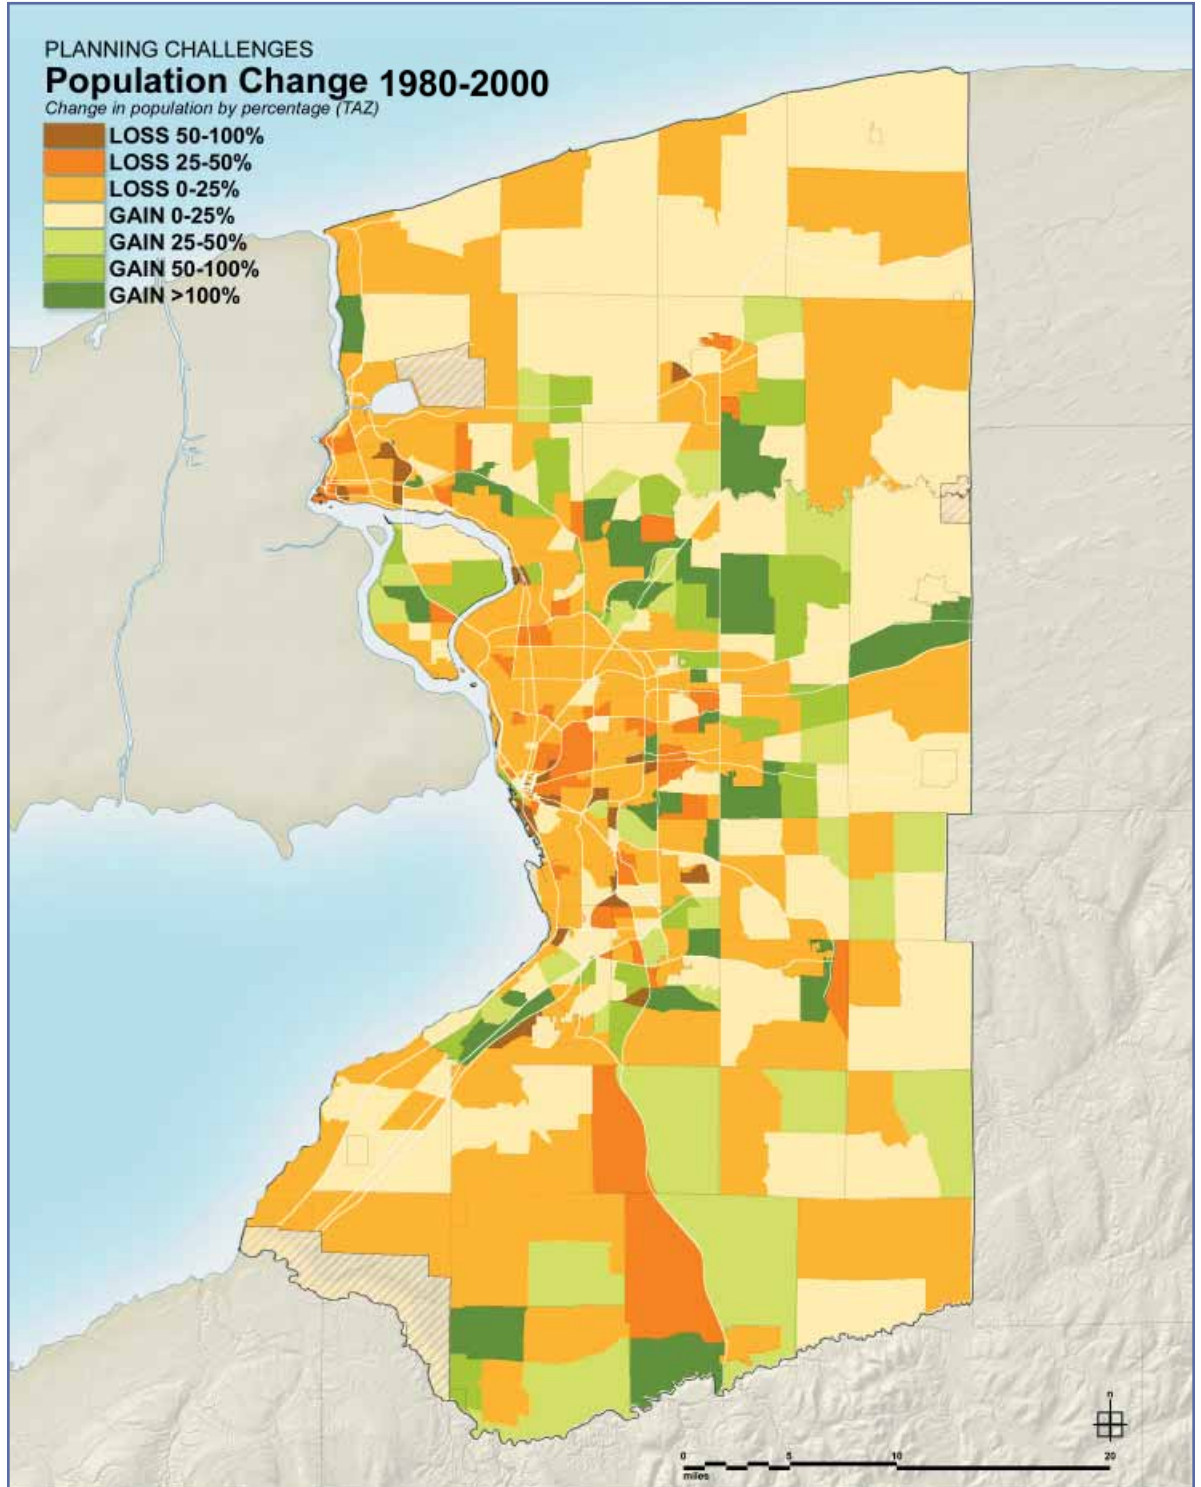 PLANNING CHALLENGES
Population Change 1980-2000
Change in population by percentage (TAZ)
LOSS 50-100%
LOSS 25-50%
LOSS 0-25%
GAIN 0-25%
GAIN 25-50%
GAIN 50-100%
GAIN >100%
n
0 5 10 20
miles